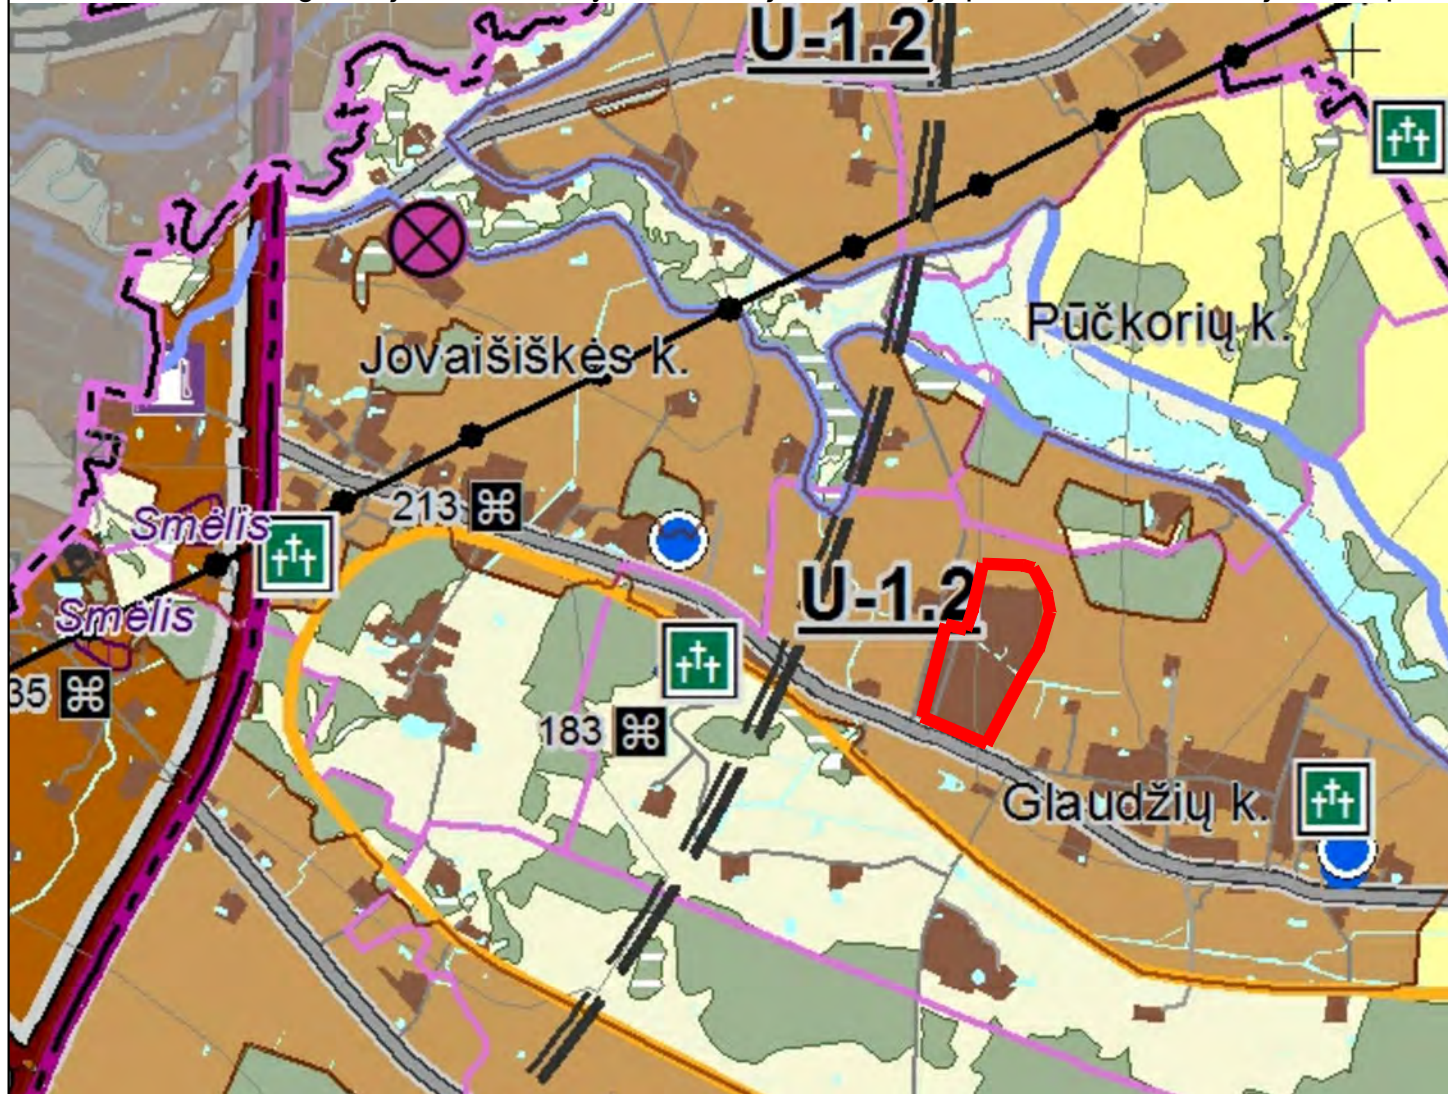 U-1.2
Pūčkorių k.
Jovaišiškės k.
213
Smėlis
U-1.2
Smėlis
35
183
Glaudžių k.